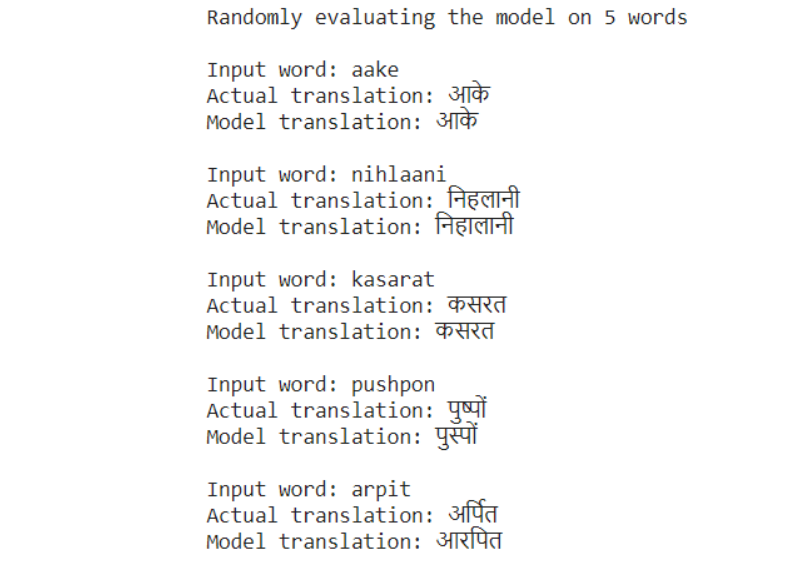 Randomly evaluating the model on 5 words
Input word: aake
Actual translation: आके
Model translation: आके
Input word: nihlaani
Actual translation: निहलानी
Model translation: निहालानी
Input word: kasarat
Actual translation: कसरत
Model translation: कसरत
Input word: pushpon
Actual translation: पुष्पों
Model translation: पुस्पों
Input word: arpit
Actual translation: अर्पित
Model translation: आरपित